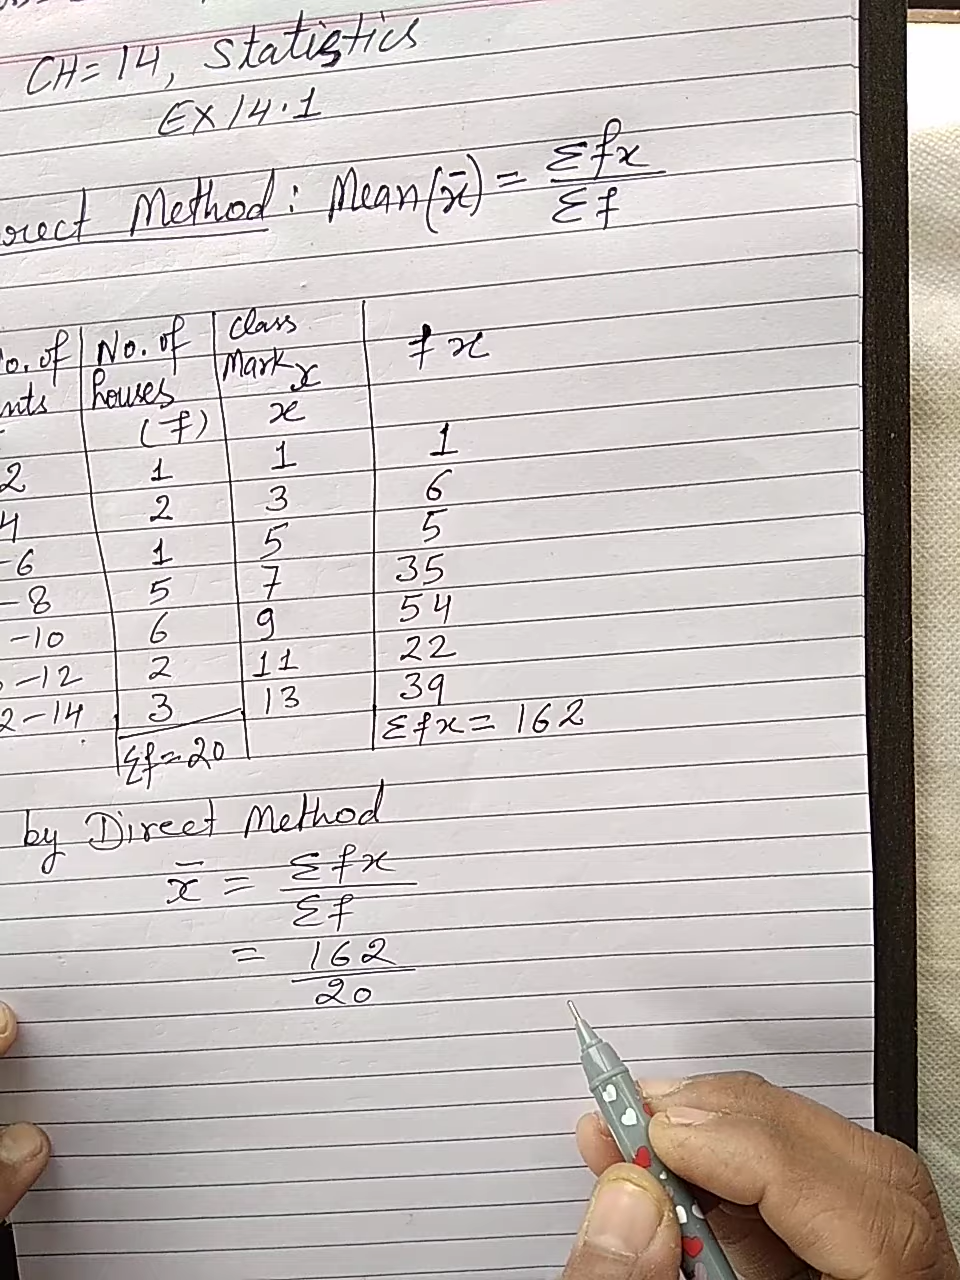 CH=14, Statistics
EX 14.1
Method: Mean(x̄) = Σfx / Σf
No. of houses (f) | Class Mark x x | fx
2 | 1 | 1 | 1
4 | 2 | 3 | 6
-6 | 1 | 5 | 5
-8 | 5 | 7 | 35
-10 | 6 | 9 | 54
-12 | 2 | 11 | 22
2-14 | 3 | 13 | 39
Σf=20 | Σfx = 162
by Direct Method
x̄ = Σfx / Σf
= 162 / 20